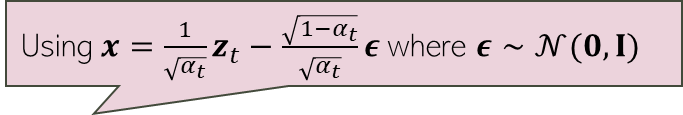 Using 𝒙 = 1/√α_t 𝐳_t − √(1−α_t)/√α_t 𝝐 where 𝝐 ~ 𝒩(𝟎, 𝐈)